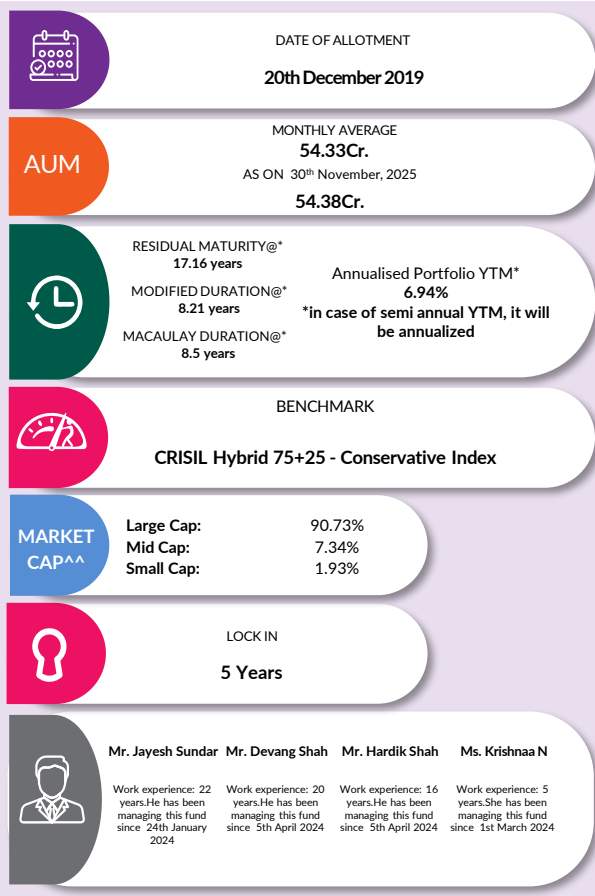 DATE OF ALLOTMENT
20th December 2019
AUM
MONTHLY AVERAGE
54.33Cr.
AS ON 30th November, 2025
54.38Cr.
RESIDUAL MATURITY@*
17.16 years
MODIFIED DURATION@*
8.21 years
MACAULAY DURATION@*
8.5 years
Annualised Portfolio YTM*
6.94%
*in case of semi annual YTM, it will
be annualized
BENCHMARK
CRISIL Hybrid 75+25 - Conservative Index
MARKET
CAP^^
Large Cap: 90.73%
Mid Cap: 7.34%
Small Cap: 1.93%
LOCK IN
5 Years
Mr. Jayesh Sundar
Work experience: 22
years.He has been
managing this fund
since 24th January
2024
Mr. Devang Shah
Work experience: 20
years.He has been
managing this fund
since 5th April 2024
Mr. Hardik Shah
Work experience: 16
years.He has been
managing this fund
since 5th April 2024
Ms. Krishnaa N
Work experience: 5
years.She has been
managing this fund
since 1st March 2024